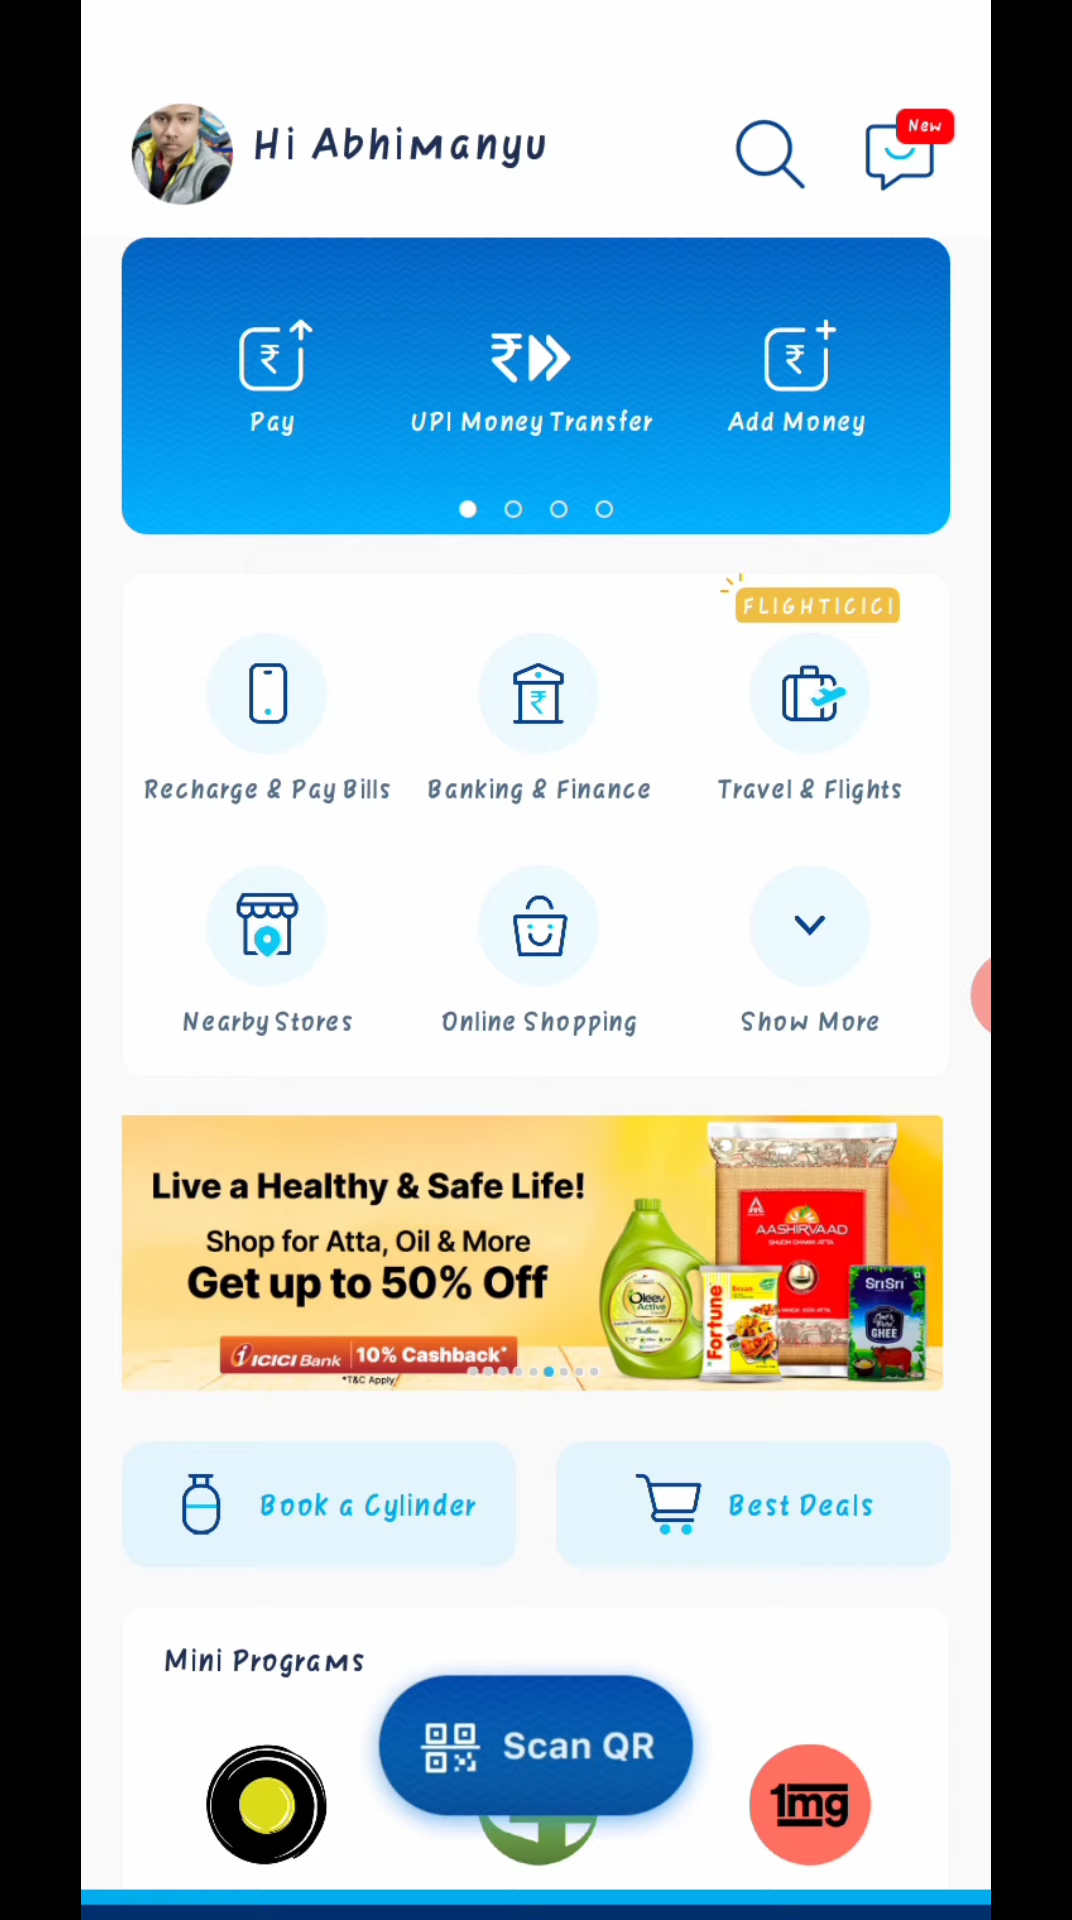 Hi Abhimanyu
New
Pay
UPI Money Transfer
Add Money
FLIGHTICICI
Recharge & Pay Bills
Banking & Finance
Travel & Flights
Nearby Stores
Online Shopping
Show More
Live a Healthy & Safe Life!
Shop for Atta, Oil & More
Get up to 50% Off
ICICI Bank 10% Cashback*
*T&C Apply
Oleev
Active
Fortune
Besan
AASHIRVAAD
SriSri
GHEE
Book a Cylinder
Best Deals
Mini Programs
Scan QR
1mg